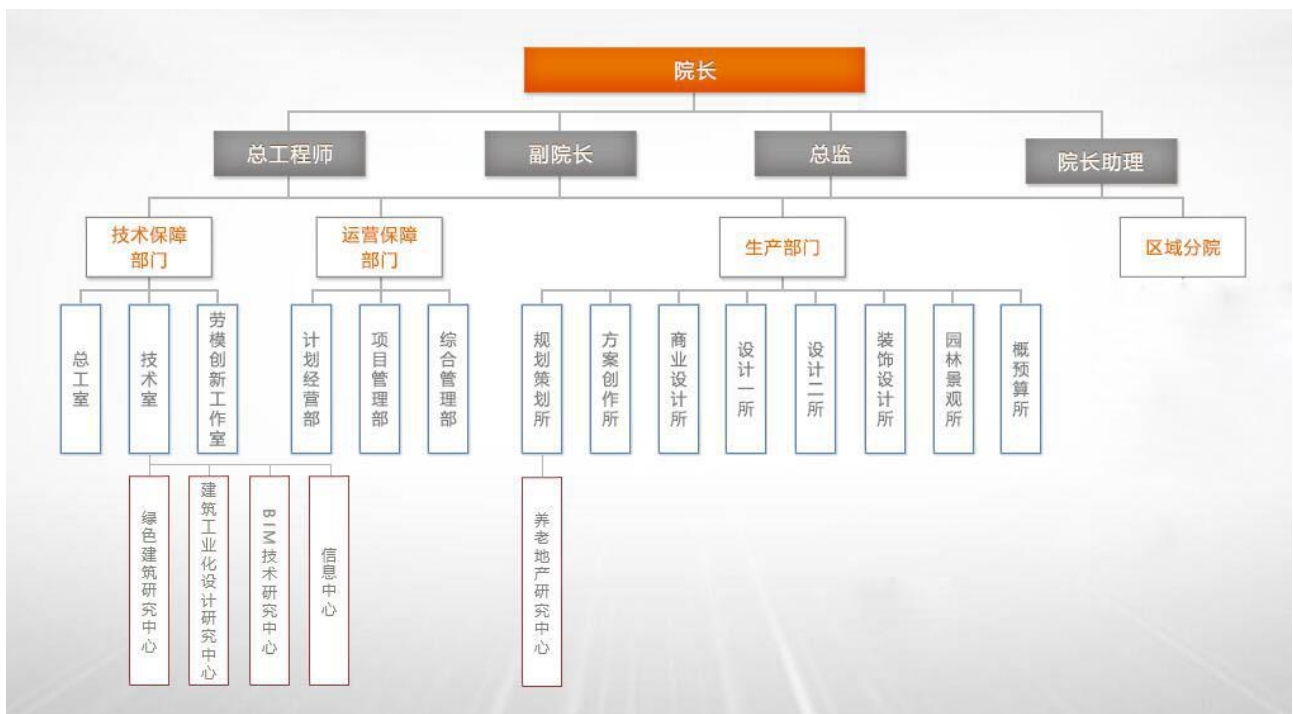 院长
总工程师
副院长
总监
院长助理
技术保障
部门
运营保障
部门
生产部门
区域分院
总工室
技术室
劳模创新工作室
计划经营部
项目管理部
综合管理部
规划策划所
方案创作所
商业设计所
设计一所
设计二所
装饰设计所
园林景观所
概预算所
绿色建筑研究中心
建筑工业化设计研究中心
BIM技术研究中心
信息中心
养老地产研究中心